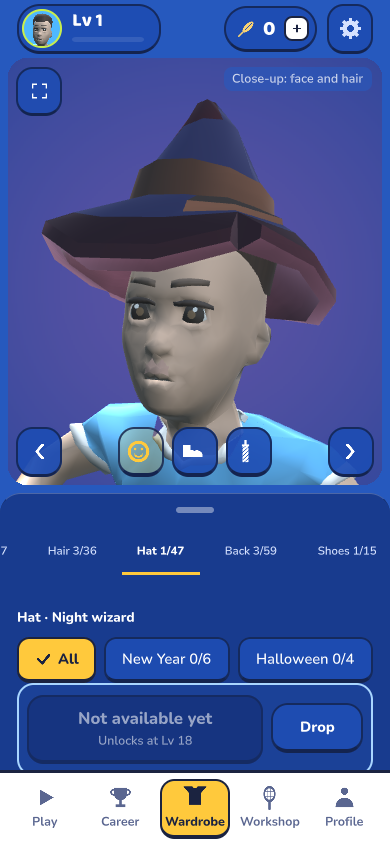 Lv 1
0
+
Close-up: face and hair
7
Hair 3/36
Hat 1/47
Back 3/59
Shoes 1/15
Hat · Night wizard
All
New Year 0/6
Halloween 0/4
Not available yet
Unlocks at Lv 18
Drop
Play
Career
Wardrobe
Workshop
Profile